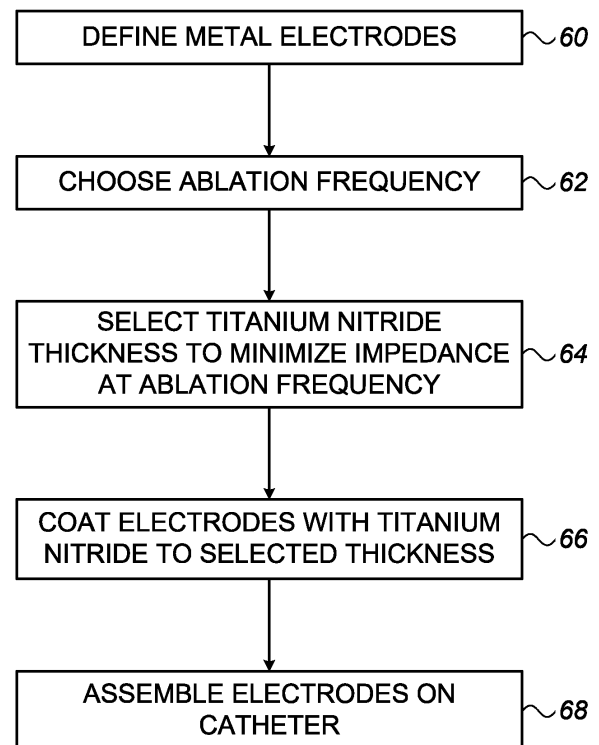 DEFINE METAL ELECTRODES
60
CHOOSE ABLATION FREQUENCY
62
SELECT TITANIUM NITRIDE
THICKNESS TO MINIMIZE IMPEDANCE
AT ABLATION FREQUENCY
64
COAT ELECTRODES WITH TITANIUM
NITRIDE TO SELECTED THICKNESS
66
ASSEMBLE ELECTRODES ON
CATHETER
68